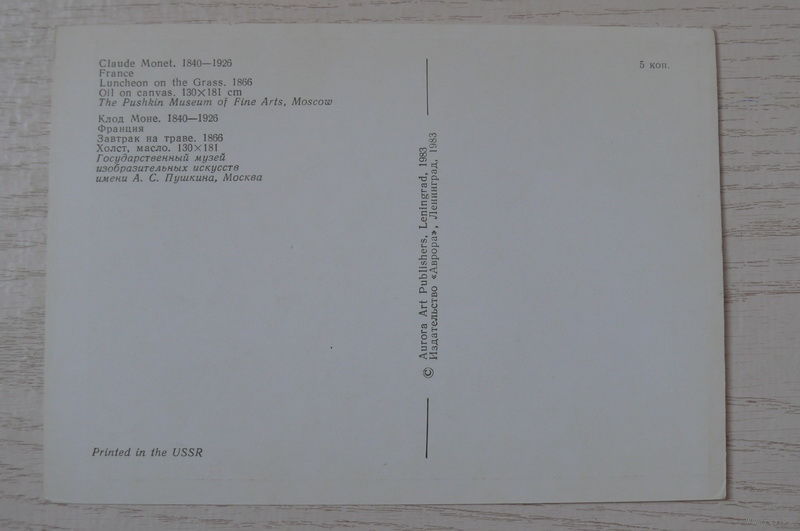 Claude Monet. 1840—1926
France
Luncheon on the Grass. 1866
Oil on canvas. 130×181 cm
The Pushkin Museum of Fine Arts, Moscow
Клод Моне. 1840—1926
Франция
Завтрак на траве. 1866
Холст, масло. 130×181
Государственный музей
изобразительных искусств
имени А. С. Пушкина, Москва
Printed in the USSR
© Aurora Art Publishers, Leningrad, 1983
Издательство «Аврора», Ленинград, 1983
5 коп.